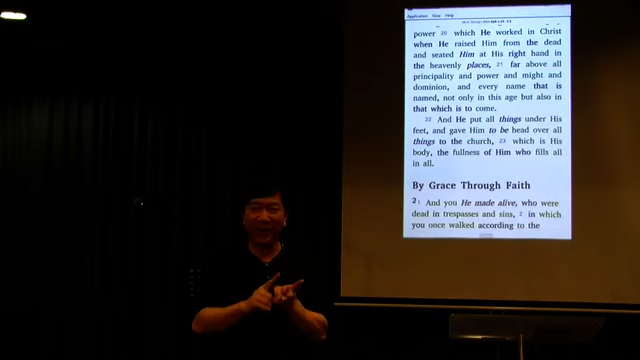 Application View Help
power 20 which He worked in Christ
when He raised Him from the dead
and seated Him at His right hand in
the heavenly places, 21 far above all
principality and power and might and
dominion, and every name that is
named, not only in this age but also in
that which is to come.
22 And He put all things under His
feet, and gave Him to be head over all
things to the church, 23 which is His
body, the fullness of Him who fills all
in all.
By Grace Through Faith
2 1 And you He made alive, who were
dead in trespasses and sins, 2 in which
you once walked according to the